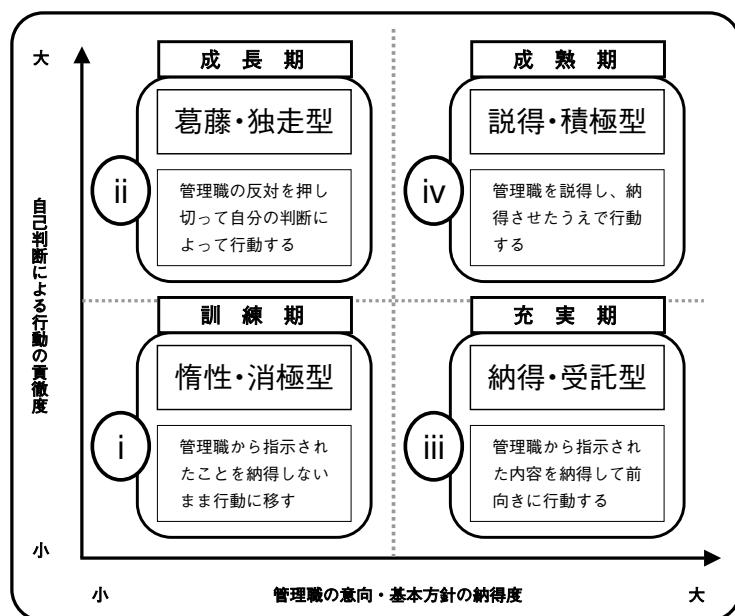 大
自己判断による行動の貫徹度
小
成長期
葛藤・独走型
ii
管理職の反対を押し
切って自分の判断に
よって行動する
成熟期
説得・積極型
iv
管理職を説得し、納
得させたうえで行動
する
訓練期
惰性・消極型
i
管理職から指示され
たことを納得しない
まま行動に移す
充実期
納得・受託型
iii
管理職から指示され
た内容を納得して前
向きに行動する
小
管理職の意向・基本方針の納得度
大